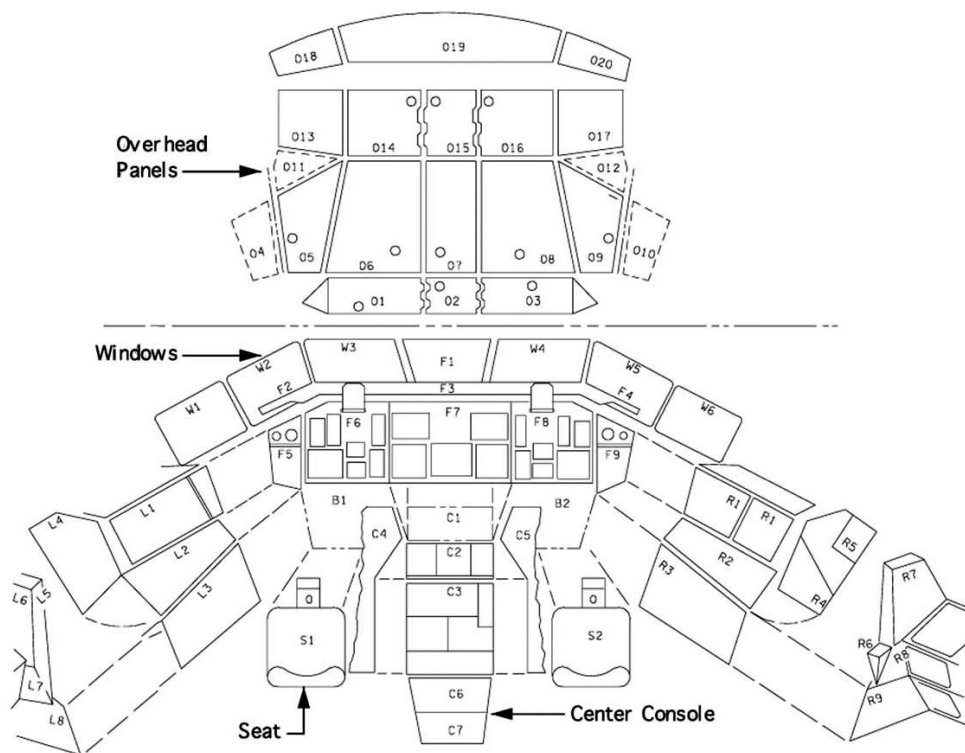 O18 O19 O20
O13 O14 O15 O16 O17
Overhead
Panels
O11 O12
O4 O5 O6 O7 O8 O9 O10
O1 O2 O3
Windows
W1 W2 W3 F1 W4 W5 W6
F2 F3 F4
F5 F6 F7 F8 F9
B1 B2
L4 L1 C4 C1 C5 R1 R1 R5
L2 C2 R2
L6 L5 L3 C3 R3 R4 R7
O O
S1 S2
L7 R6 R8
L8 C6 R9
Seat
Center Console
C7